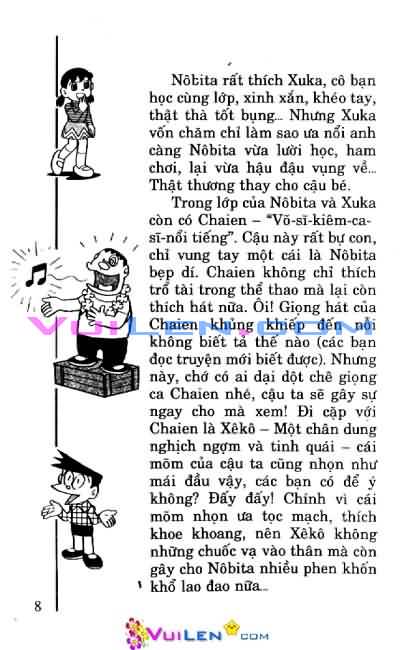 Nôbita rất thích Xuka, cô bạn
học cùng lớp, xinh xắn, khéo tay,
thật thà tốt bụng... Nhưng Xuka
vốn chăm chỉ làm sao ưa nổi anh
càng Nôbita vừa lười học, ham
chơi, lại vừa hậu đậu vụng về...
Thật thương thay cho cậu bé.
Trong lớp của Nôbita và Xuka
còn có Chaien – "Võ-sĩ-kiêm-ca-
sĩ-nổi tiếng". Cậu này rất bự con,
chỉ vung tay một cái là Nôbita
bẹp dí. Chaien không chỉ thích
trổ tài trong thể thao mà lại còn
thích hát nữa. Ôi! Giọng hát của
Chaien khủng khiếp đến nỗi
không biết tả thế nào (các bạn
đọc truyện mới biết được). Nhưng
này, chớ có ai dại dột chê giọng
ca Chaien nhé, cậu ta sẽ gây sự
ngay cho mà xem! Đi cặp với
Chaien là Xêkô – Một chân dung
nghịch ngợm và tinh quái – cái
mõm của cậu ta cũng nhọn như
mái đầu vậy, các bạn có để ý
không? Đấy đấy! Chính vì cái
mõm nhọn ưa tọc mạch, thích
khoe khoang, nên Xêkô không
những chuốc vạ vào thân mà còn
gây cho Nôbita nhiều phen khốn
khổ lao đao nữa...
8
VuiLen.com
VuiLen.com